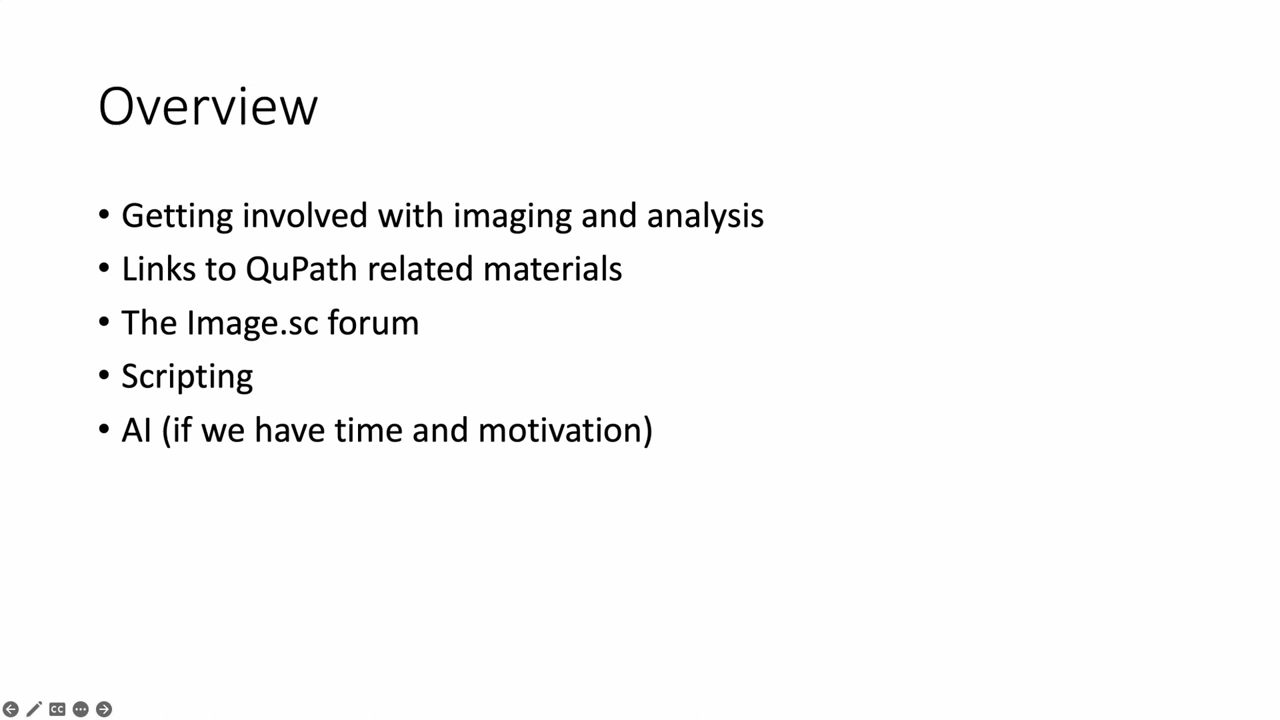 Overview
• Getting involved with imaging and analysis
• Links to QuPath related materials
• The Image.sc forum
• Scripting
• AI (if we have time and motivation)
CC